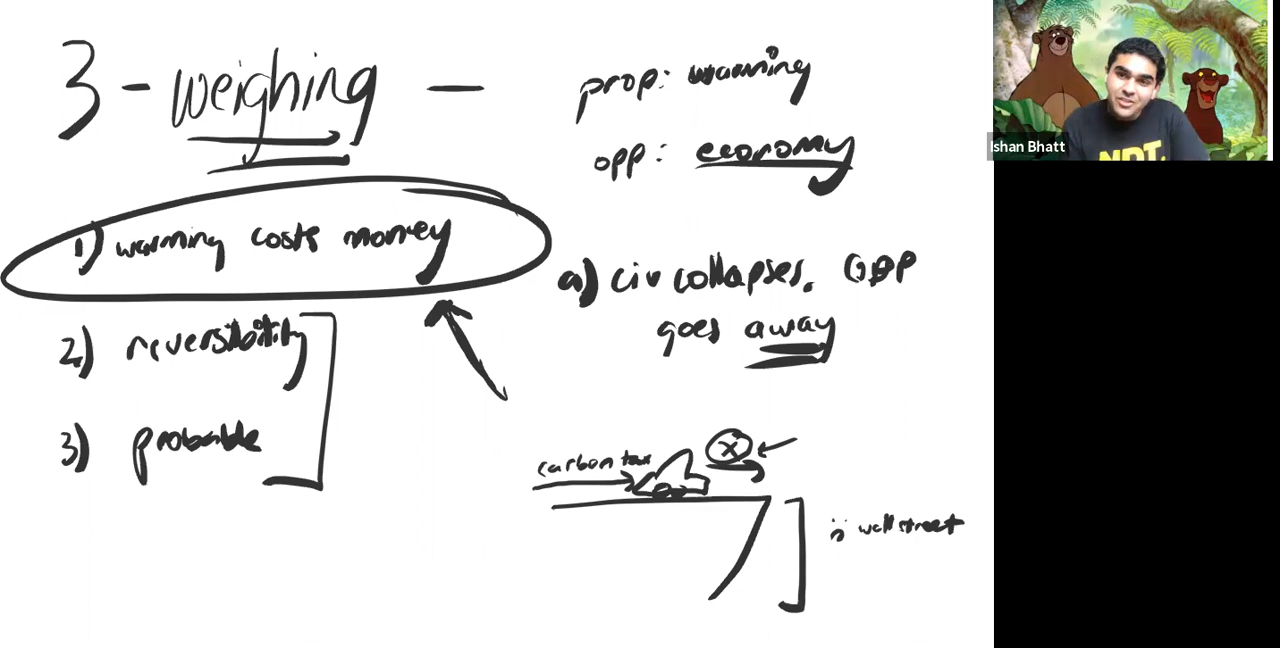 3 - weighing —
prop: warming
opp: economy
1) warming costs money
a) civ collapses. GDP
goes away
2) reversibility
3) probable
carbon tax
x
wall street
Ishan Bhatt
NDT